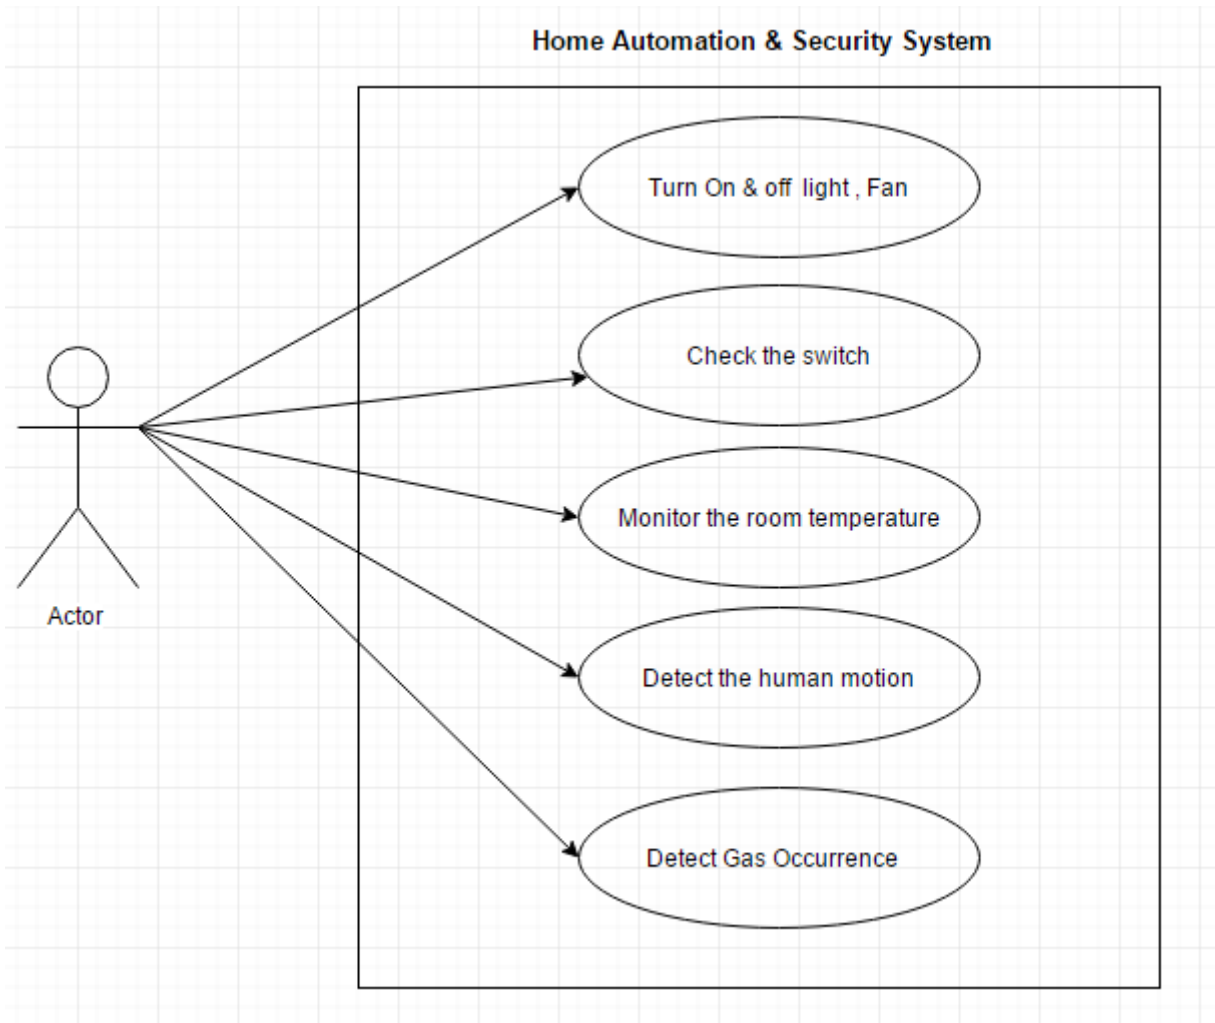 Home Automation & Security System
Turn On & off light , Fan
Check the switch
Monitor the room temperature
Actor
Detect the human motion
Detect Gas Occurrence